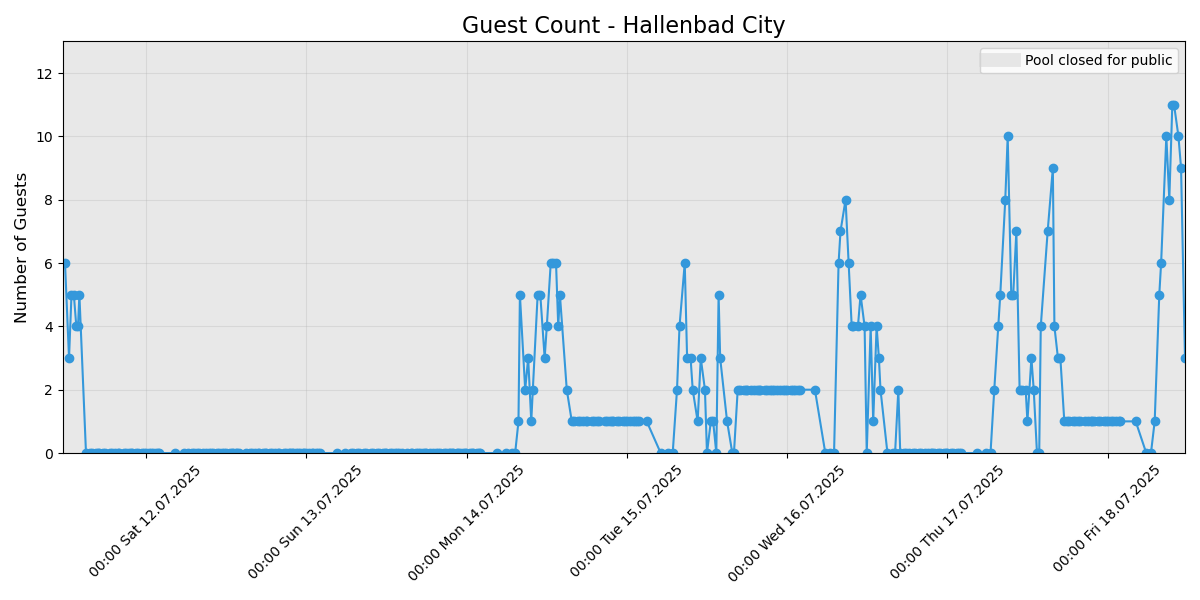 Guest Count - Hallenbad City
Pool closed for public
Number of Guests
12
10
8
6
4
2
0
00:00 Sat 12.07.2025
00:00 Sun 13.07.2025
00:00 Mon 14.07.2025
00:00 Tue 15.07.2025
00:00 Wed 16.07.2025
00:00 Thu 17.07.2025
00:00 Fri 18.07.2025